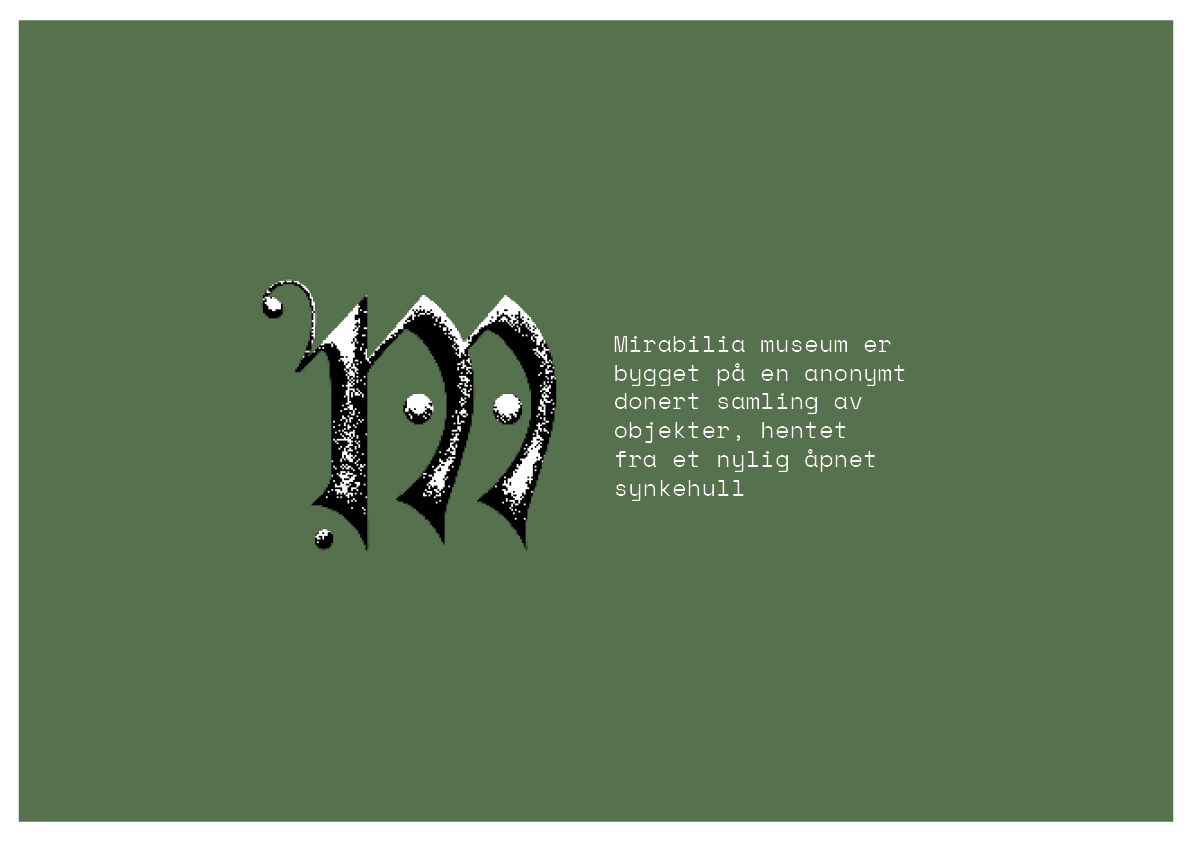 m
Mirabilia museum er
bygget på en anonymt
donert samling av
objekter, hentet
fra et nylig åpnet
synkehull